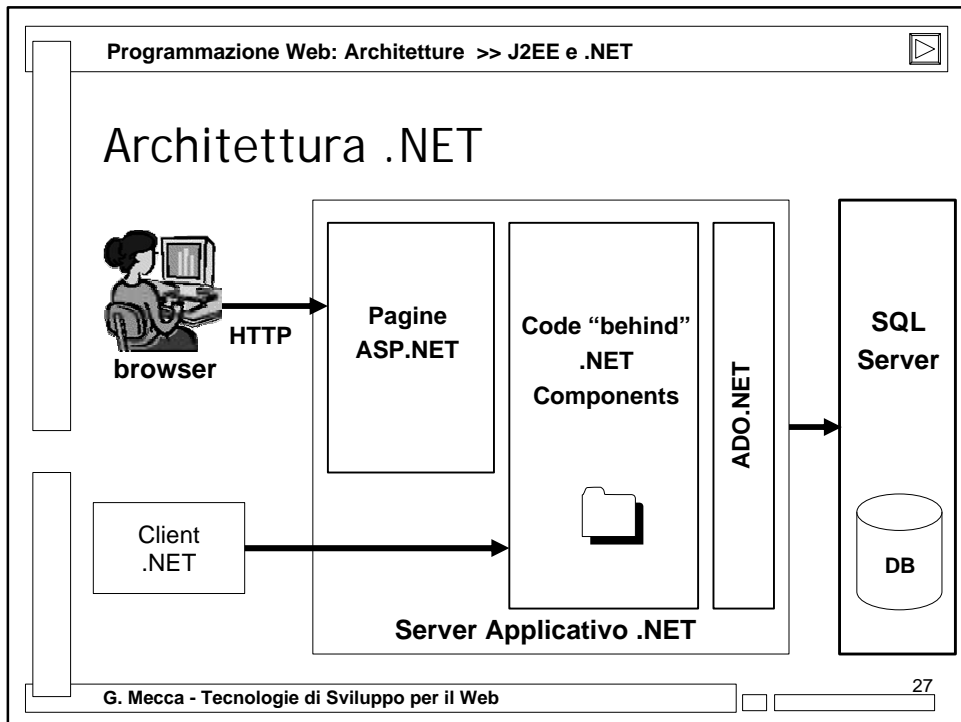 Programmazione Web: Architetture >> J2EE e .NET
Architettura .NET
browser
HTTP
Pagine
ASP.NET
Code “behind”
.NET
Components
ADO.NET
SQL
Server
DB
Client
.NET
Server Applicativo .NET
G. Mecca - Tecnologie di Sviluppo per il Web
27